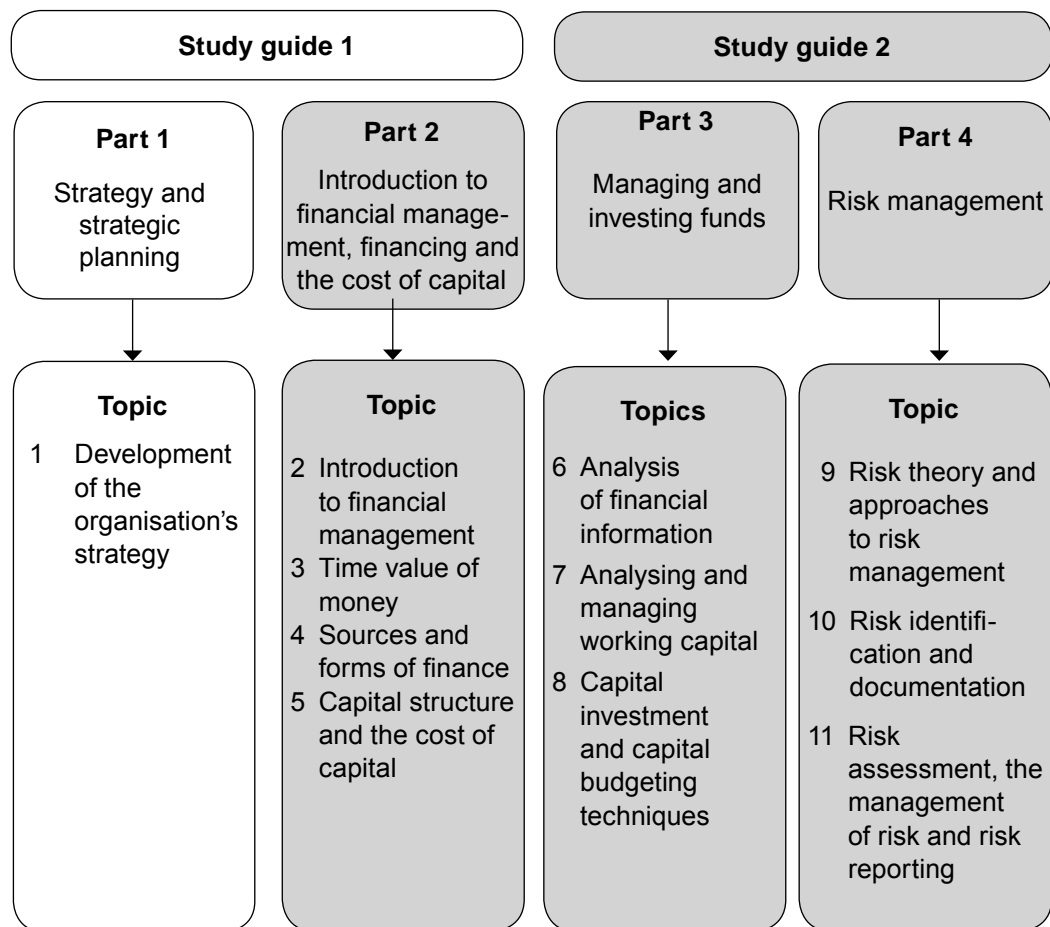 Study guide 1
Study guide 2
Part 1
Strategy and
strategic
planning
Part 2
Introduction to
financial manage-
ment, financing and
the cost of capital
Part 3
Managing and
investing funds
Part 4
Risk management
Topic
1 Development
of the
organisation's
strategy
Topic
2 Introduction
to financial
management
3 Time value of
money
4 Sources and
forms of finance
5 Capital structure
and the cost of
capital
Topics
6 Analysis
of financial
information
7 Analysing and
managing
working capital
8 Capital
investment
and capital
budgeting
techniques
Topic
9 Risk theory and
approaches
to risk
management
10 Risk identifi-
cation and
documentation
11 Risk
assessment, the
management
of risk and risk
reporting